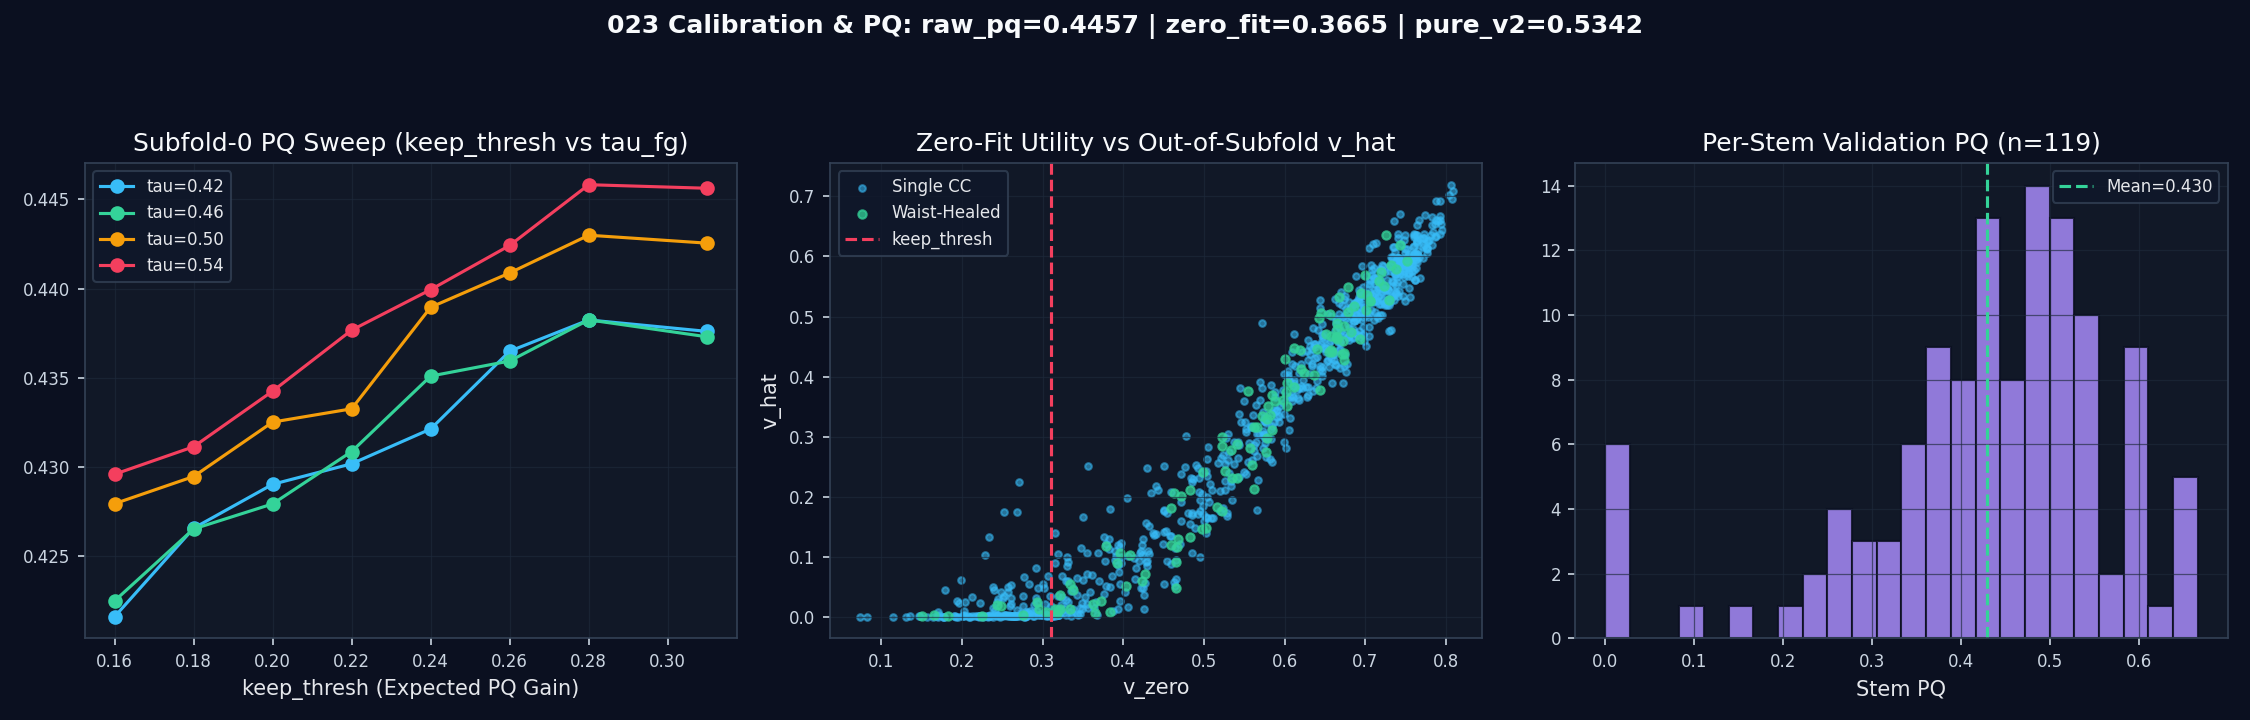 023 Calibration & PQ: raw_pq=0.4457 | zero_fit=0.3665 | pure_v2=0.5342
Subfold-0 PQ Sweep (keep_thresh vs tau_fg)
tau=0.42
tau=0.46
tau=0.50
tau=0.54
0.445
0.440
0.435
0.430
0.425
0.16 0.18 0.20 0.22 0.24 0.26 0.28 0.30
keep_thresh (Expected PQ Gain)
Zero-Fit Utility vs Out-of-Subfold v_hat
Single CC
Waist-Healed
keep_thresh
v_hat
0.7
0.6
0.5
0.4
0.3
0.2
0.1
0.0
0.1 0.2 0.3 0.4 0.5 0.6 0.7 0.8
v_zero
Per-Stem Validation PQ (n=119)
Mean=0.430
14
12
10
8
6
4
2
0
0.0 0.1 0.2 0.3 0.4 0.5 0.6
Stem PQ